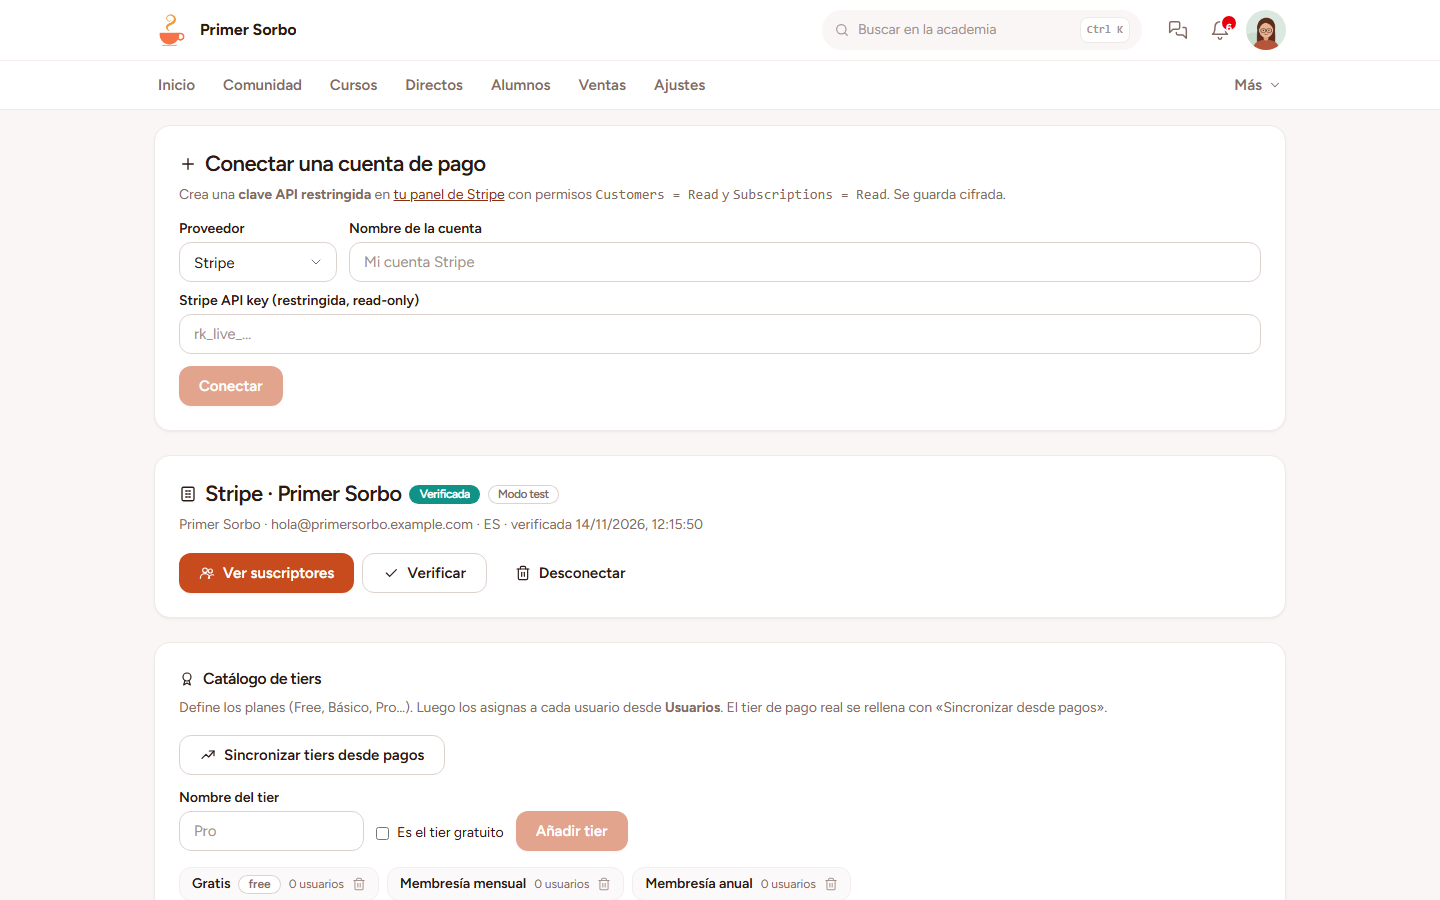 Primer Sorbo
Buscar en la academia
Ctrl K
6
Inicio
Comunidad
Cursos
Directos
Alumnos
Ventas
Ajustes
Más
Conectar una cuenta de pago
Crea una clave API restringida en tu panel de Stripe con permisos Customers = Read y Subscriptions = Read. Se guarda cifrada.
Proveedor
Nombre de la cuenta
Stripe
Mi cuenta Stripe
Stripe API key (restringida, read-only)
rk_live_...
Conectar
Stripe · Primer Sorbo
Verificada
Modo test
Primer Sorbo · hola@primersorbo.example.com · ES · verificada 14/11/2026, 12:15:50
Ver suscriptores
Verificar
Desconectar
Catálogo de tiers
Define los planes (Free, Básico, Pro...). Luego los asignas a cada usuario desde Usuarios. El tier de pago real se rellena con «Sincronizar desde pagos».
Sincronizar tiers desde pagos
Nombre del tier
Pro
Es el tier gratuito
Añadir tier
Gratis free 0 usuarios
Membresía mensual 0 usuarios
Membresía anual 0 usuarios